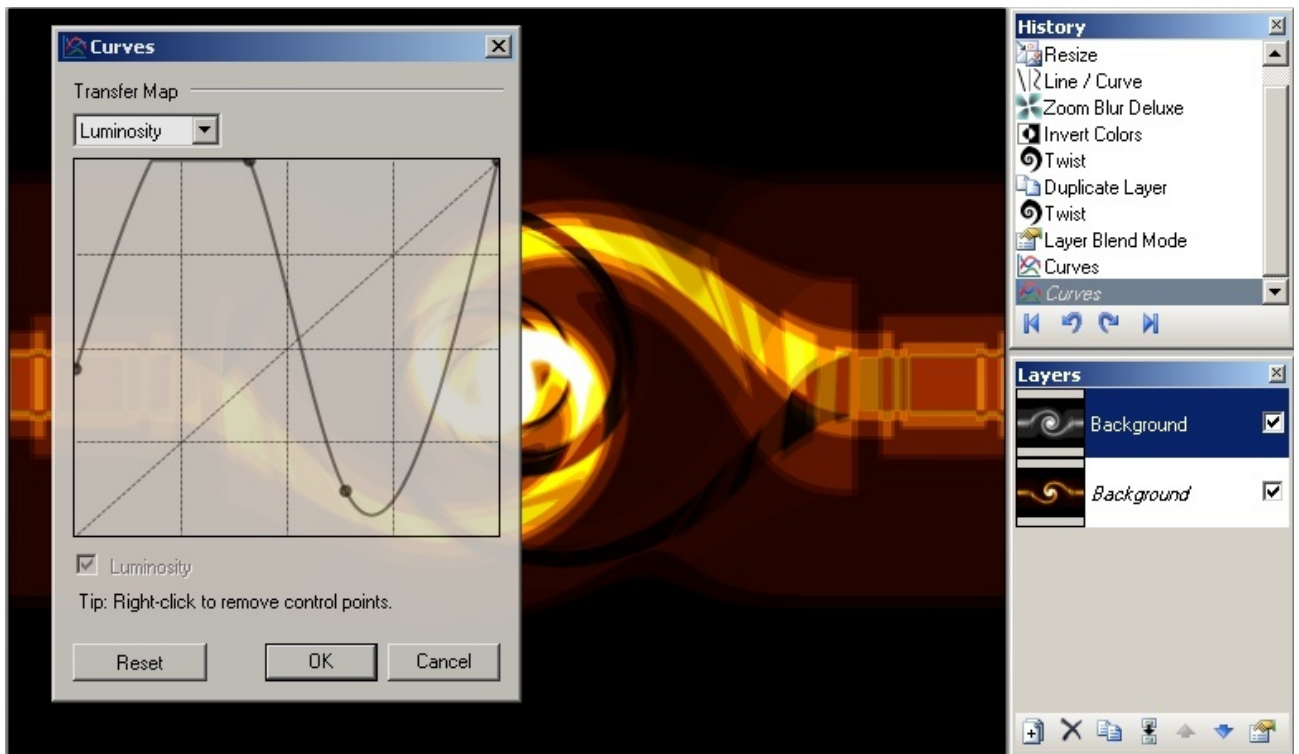 Curves
Transfer Map
Luminosity
Luminosity
Tip: Right-click to remove control points.
Reset
OK
Cancel
History
Resize
Line / Curve
Zoom Blur Deluxe
Invert Colors
Twist
Duplicate Layer
Twist
Layer Blend Mode
Curves
Curves
Layers
Background
Background